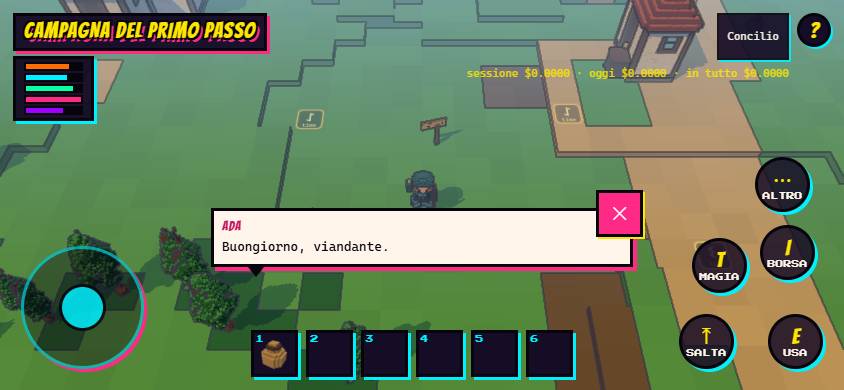 CAMPAGNA DEL PRIMO PASSO
Concilio
?
sessione $0.0000 · oggi $0.0000 · in tutto $0.0000
ADA
Buongiorno, viandante.
...
ALTRO
T
MAGIA
I
BORSA
SALTA
E
USA
1 2 3 4 5 6